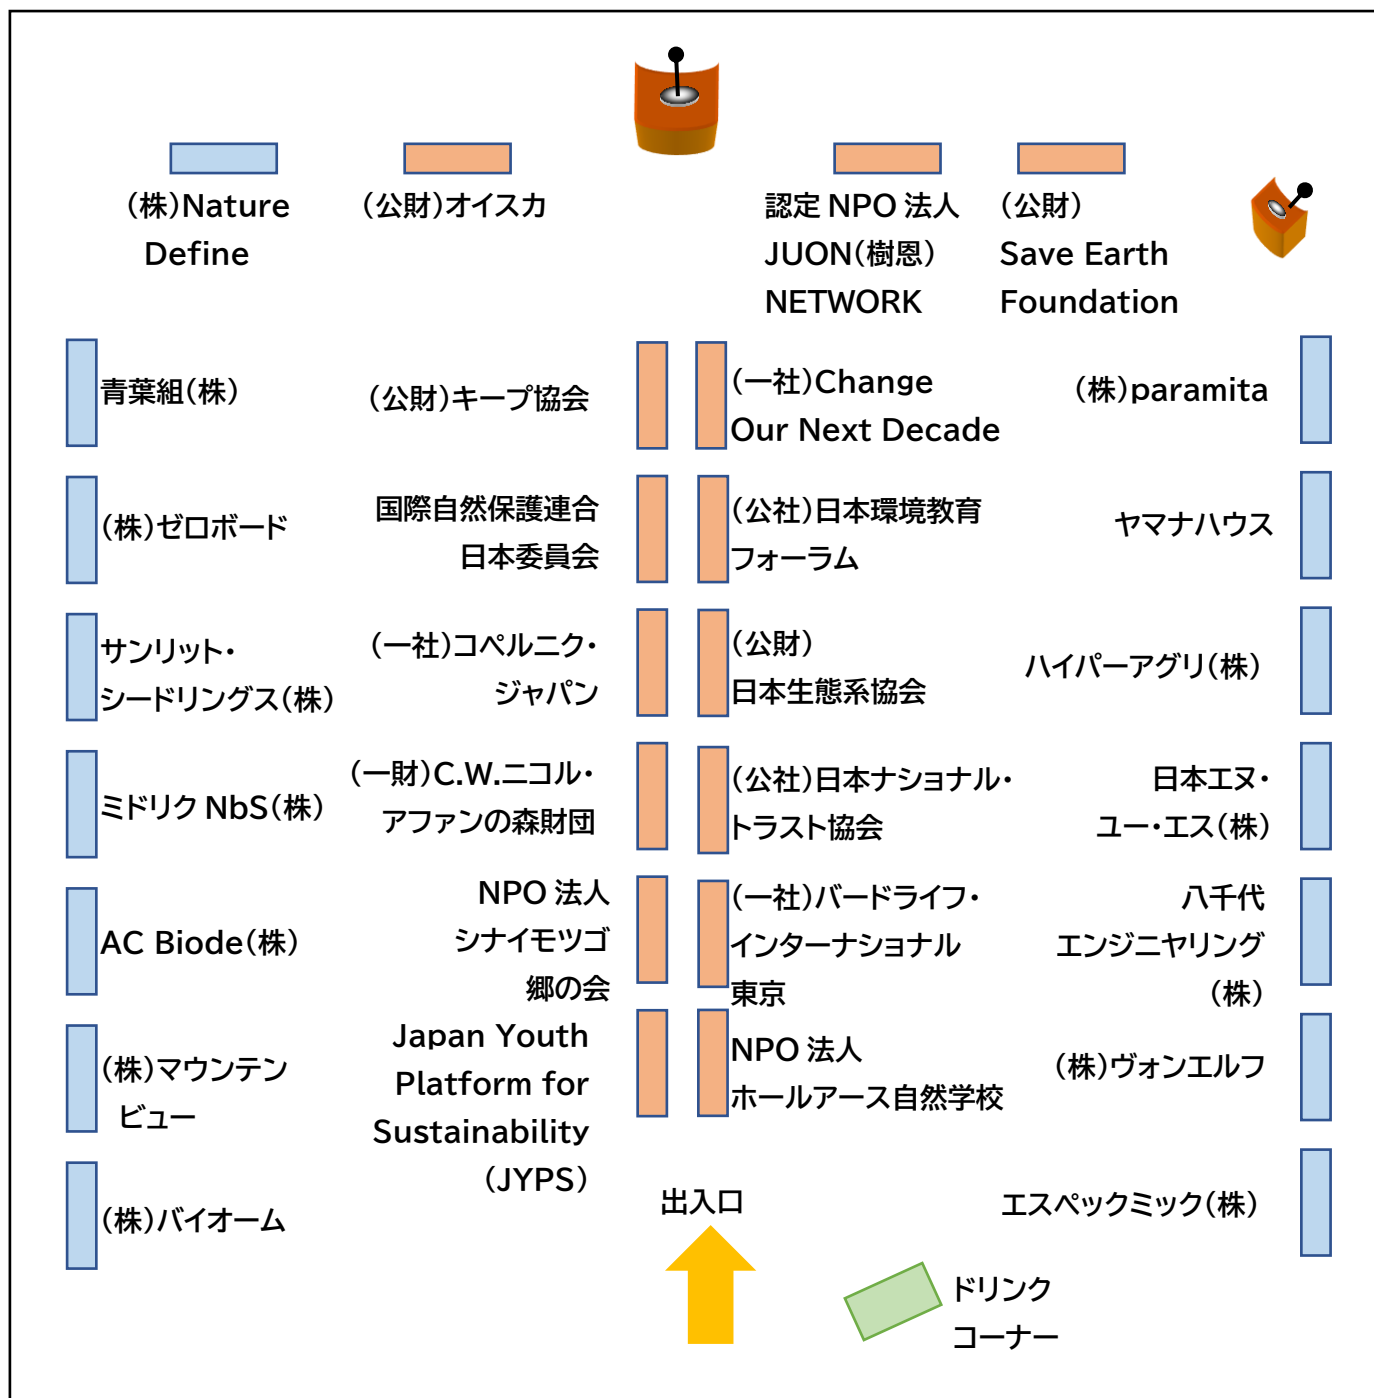 (株)Nature
Define
(公財)オイスカ
認定 NPO 法人
JUON(樹恩)
NETWORK
(公財)
Save Earth
Foundation
青葉組(株)
(公財)キープ協会
(一社)Change
Our Next Decade
(株)paramita
(株)ゼロボード
国際自然保護連合
日本委員会
(公社)日本環境教育
フォーラム
ヤマナハウス
サンリット・
シードリングス(株)
(一社)コペルニク・
ジャパン
(公財)
日本生態系協会
ハイパーアグリ(株)
ミドリク NbS(株)
(一財)C.W.ニコル・
アファンの森財団
(公社)日本ナショナル・
トラスト協会
日本エヌ・
ユー・エス(株)
AC Biode(株)
NPO 法人
シナイモツゴ
郷の会
(一社)バードライフ・
インターナショナル
東京
八千代
エンジニヤリング
(株)
(株)マウンテン
ビュー
Japan Youth
Platform for
Sustainability
(JYPS)
NPO 法人
ホールアース自然学校
(株)ヴォンエルフ
(株)バイオーム
出入口
エスペックミック(株)
ドリンク
コーナー